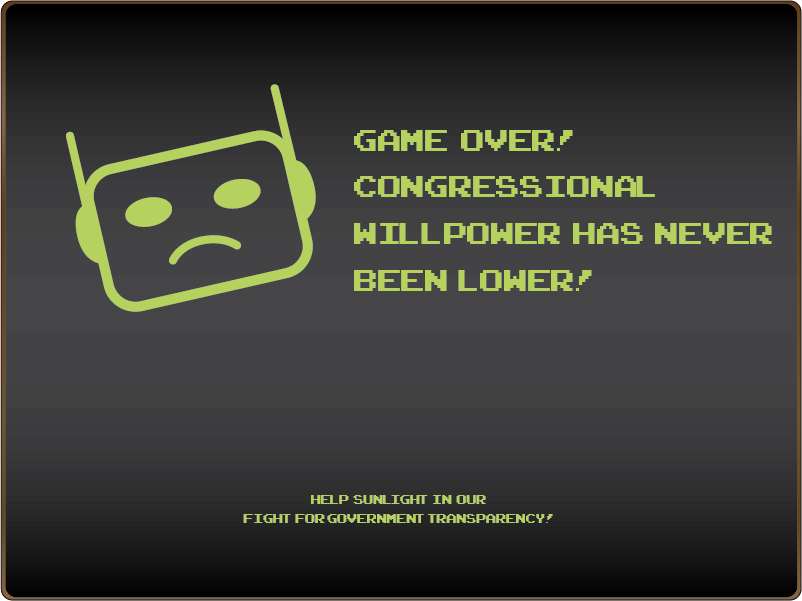 GAME OVER!
CONGRESSIONAL
WILLPOWER HAS NEVER
BEEN LOWER!
HELP SUNLIGHT IN OUR
FIGHT FOR GOVERNMENT TRANSPARENCY!